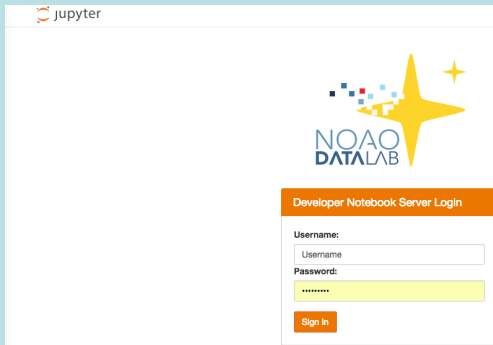 jupyter
NOAO
DATALAB
Developer Notebook Server Login
Username:
Username
Password:
•••••••••
Sign In